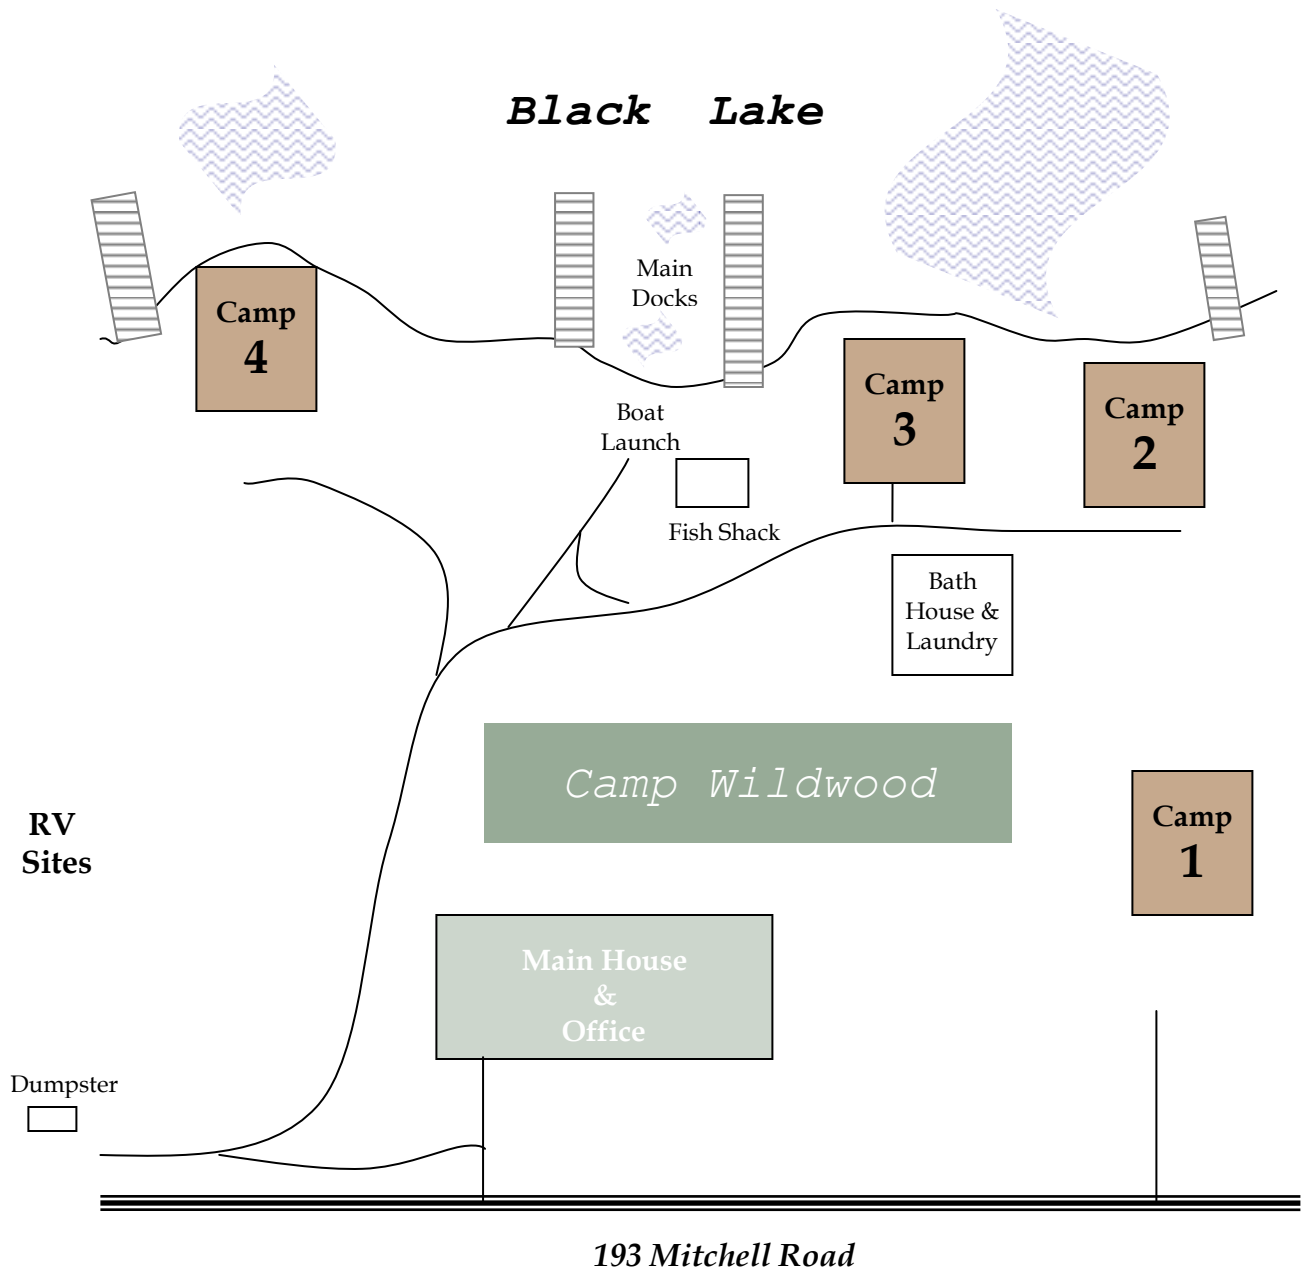 Black Lake
Main
Docks
Camp
4
Camp
3
Camp
2
Boat
Launch
Fish Shack
Bath
House &
Laundry
Camp Wildwood
RV
Sites
Camp
1
Main House
&
Office
Dumpster
193 Mitchell Road